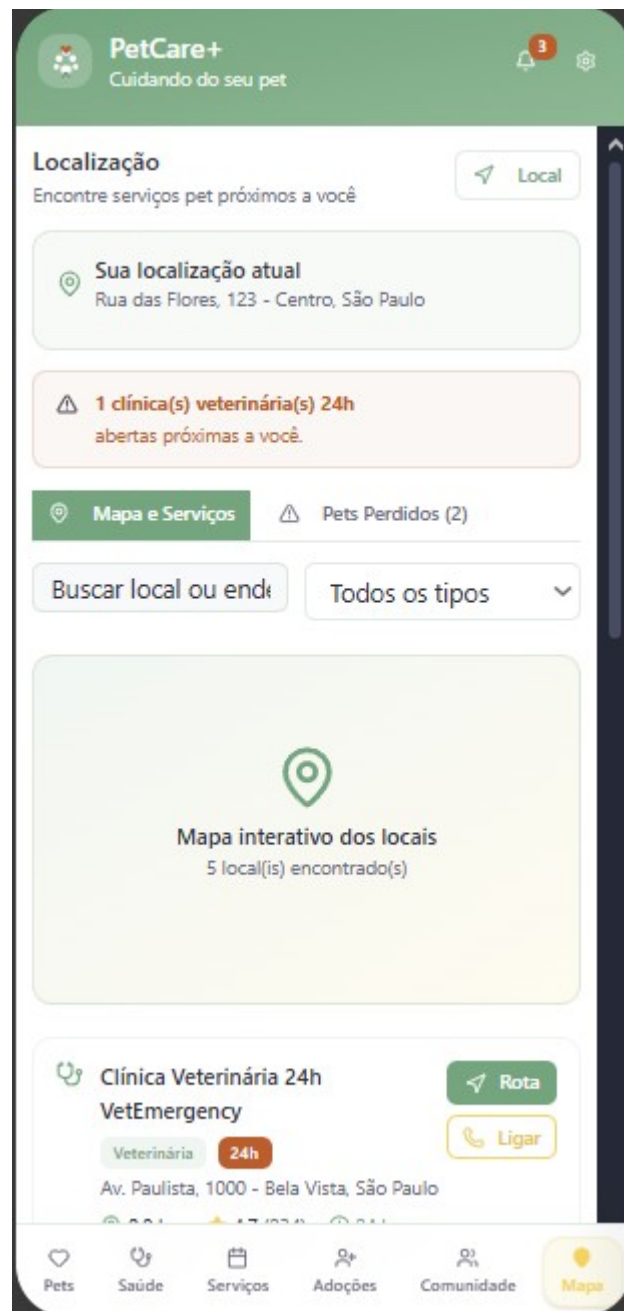 PetCare+
Cuidando do seu pet
3
Localização
Encontre serviços pet próximos a você
Local
Sua localização atual
Rua das Flores, 123 - Centro, São Paulo
1 clínica(s) veterinária(s) 24h
abertas próximas a você.
Mapa e Serviços
Pets Perdidos (2)
Buscar local ou ende
Todos os tipos
Mapa interativo dos locais
5 local(is) encontrado(s)
Clínica Veterinária 24h
VetEmergency
Rota
Ligar
Veterinária
24h
Av. Paulista, 1000 - Bela Vista, São Paulo
Pets
Saúde
Serviços
Adoções
Comunidade
Mapa